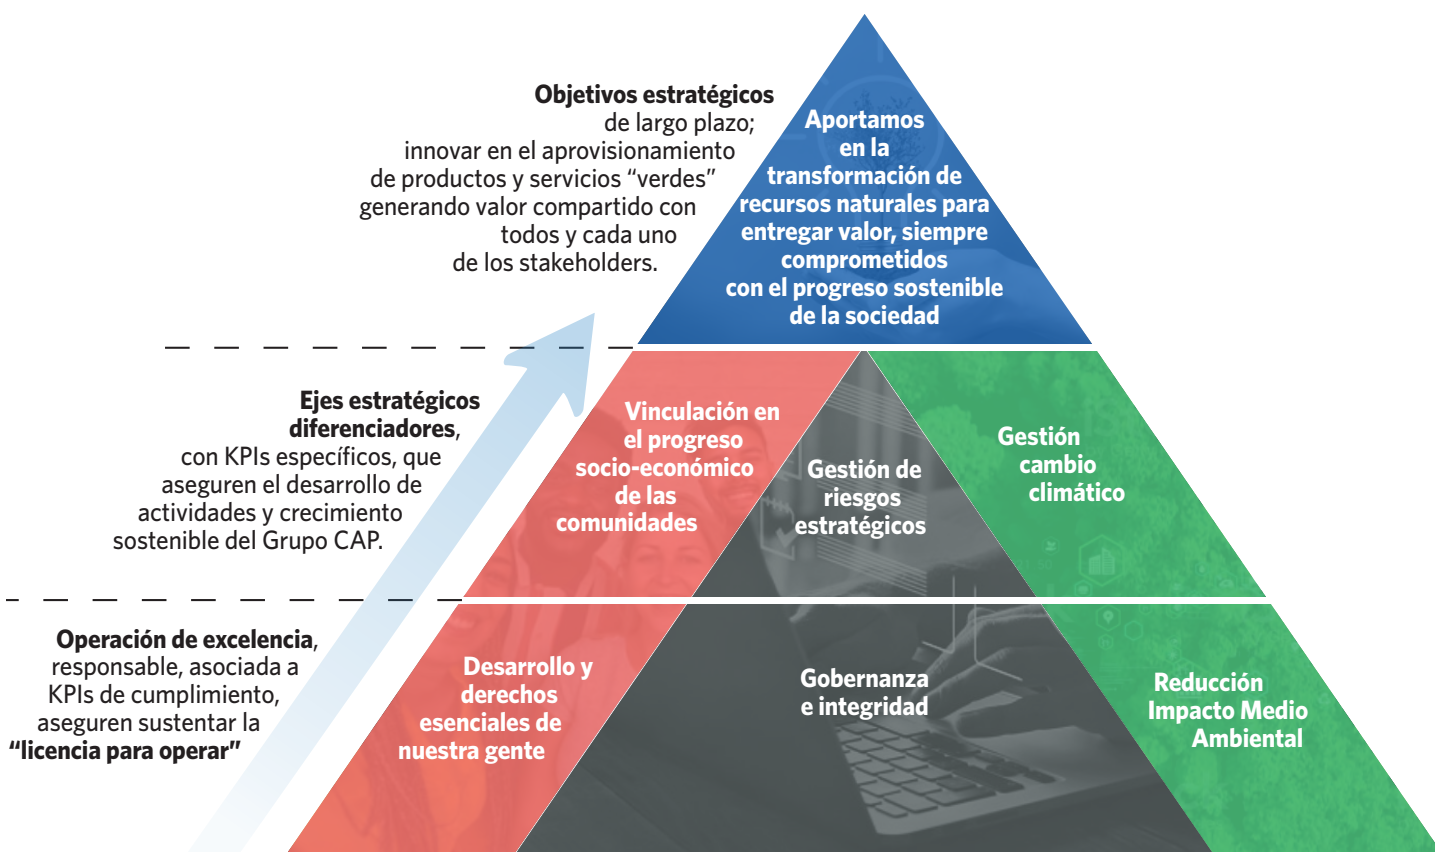 Objetivos estratégicos
de largo plazo;
innovar en el aprovisionamiento
de productos y servicios “verdes”
generando valor compartido con
todos y cada uno
de los stakeholders.
Aportamos
en la
transformación de
recursos naturales para
entregar valor, siempre
comprometidos
con el progreso sostenible
de la sociedad
Ejes estratégicos
diferenciadores,
con KPIs específicos, que
aseguren el desarrollo de
actividades y crecimiento
sostenible del Grupo CAP.
Vinculación en
el progreso
socio-económico
de las
comunidades
Gestión de
riesgos
estratégicos
Gestión
cambio
climático
Operación de excelencia,
responsable, asociada a
KPIs de cumplimiento,
aseguren sustentar la
“licencia para operar”
Desarrollo y
derechos
esenciales de
nuestra gente
Gobernanza
e integridad
Reducción
Impacto Medio
Ambiental